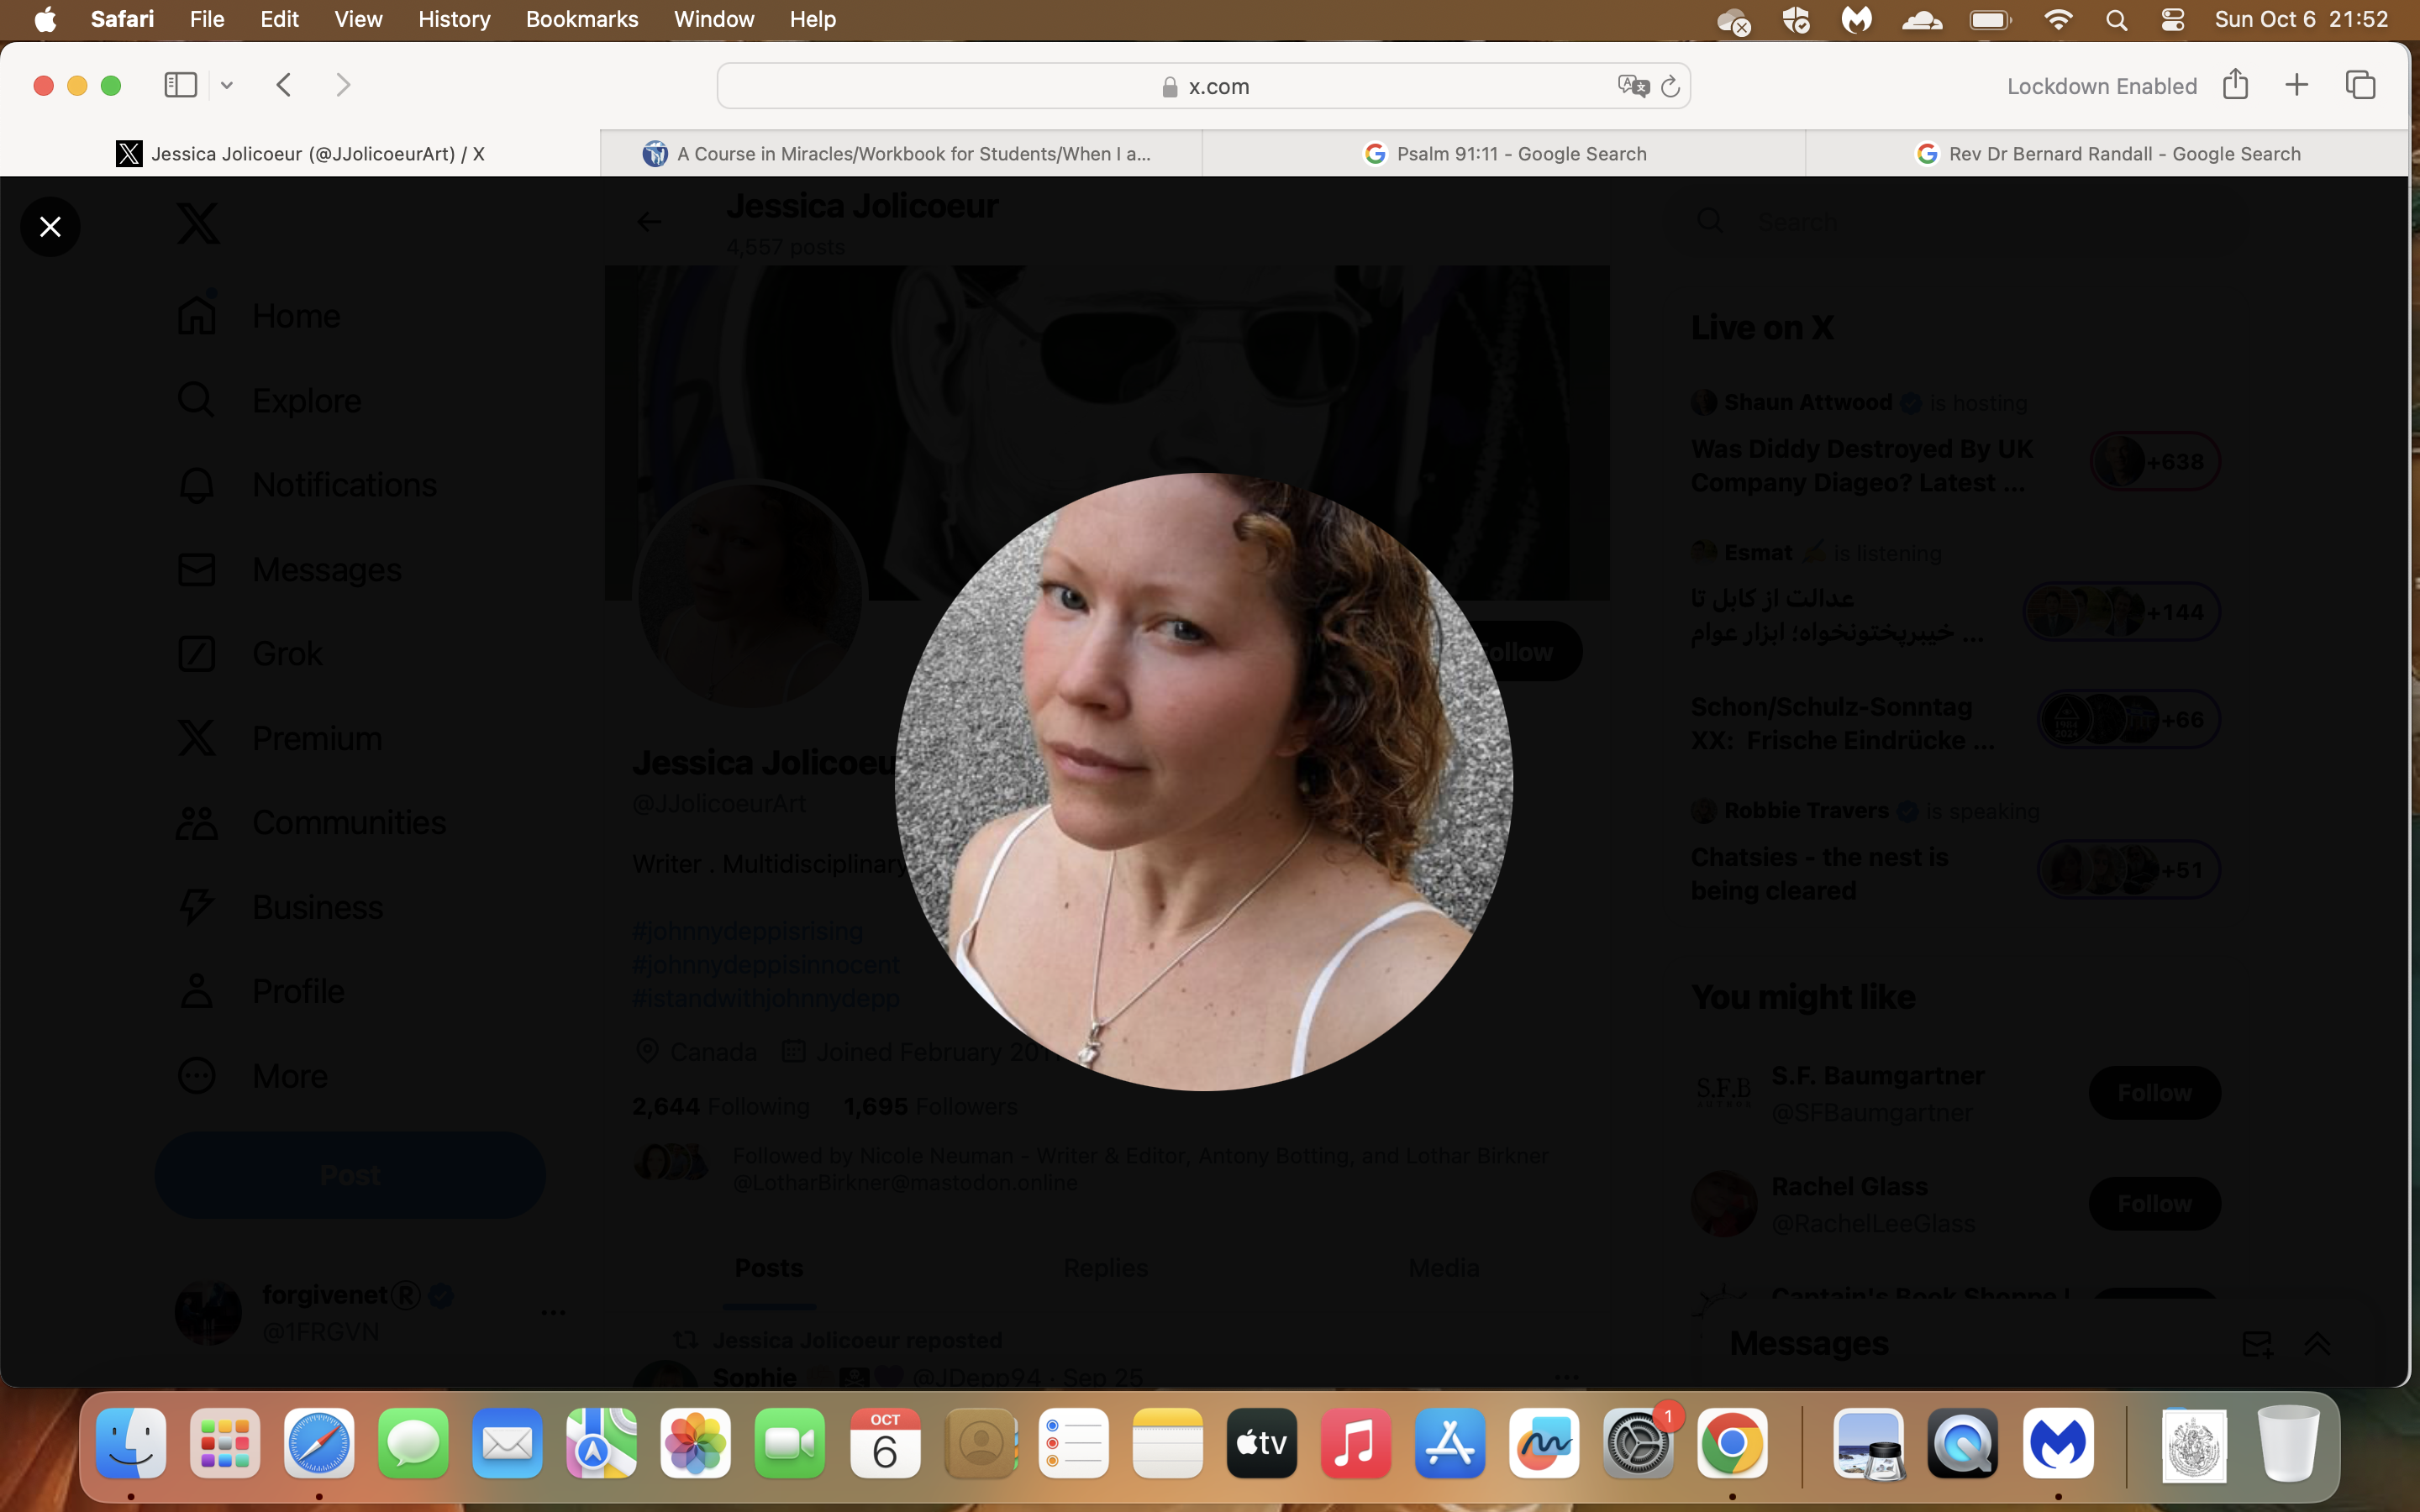 Safari File Edit View History Bookmarks Window Help Sun Oct 6 21:52
x.com Lockdown Enabled
Jessica Jolicoeur (@JJolicoeurArt) / X
A Course in Miracles/Workbook for Students/When I a...
Psalm 91:11 - Google Search
Rev Dr Bernard Randall - Google Search
Home
Explore
Notifications
Messages
Grok
Premium
Communities
Business
Profile
More
Post
forgivenet®
@1FRGVN
Jessica Jolicoeur
4,557 posts
ollow
Jessica Jolicoeu
@JJolicoeurArt
Writer . Multidisciplinary
#johnnydeppisrising
#johnnydeppisinnocent
#istandwithjohnnydepp
Canada Joined February 201
2,644 Following 1,695 Followers
Followed by Nicole Neuman - Writer & Editor, Antony Botting, and Lothar Birkner
@LotharBirkner@mastodon.online
Posts Replies Media
Jessica Jolicoeur reposted
Sophie @JDepp94 · Sep 25
Search
Live on X
Shaun Attwood is hosting
Was Diddy Destroyed By UK
Company Diageo? Latest ...
+638
Esmat is listening
عدالت از کابل تا
خیبرپختونخواه؛ ابزار عوام ...
+144
Schon/Schulz-Sonntag
XX: Frische Eindrücke ...
+66
Robbie Travers is speaking
Chatsies - the nest is
being cleared
+51
You might like
S.F.B
S.F. Baumgartner
@SFBaumgartner
Follow
Rachel Glass
@RachelLeeGlass
Follow
Captain's Book Shoppe
Messages
OCT
6
tv
1